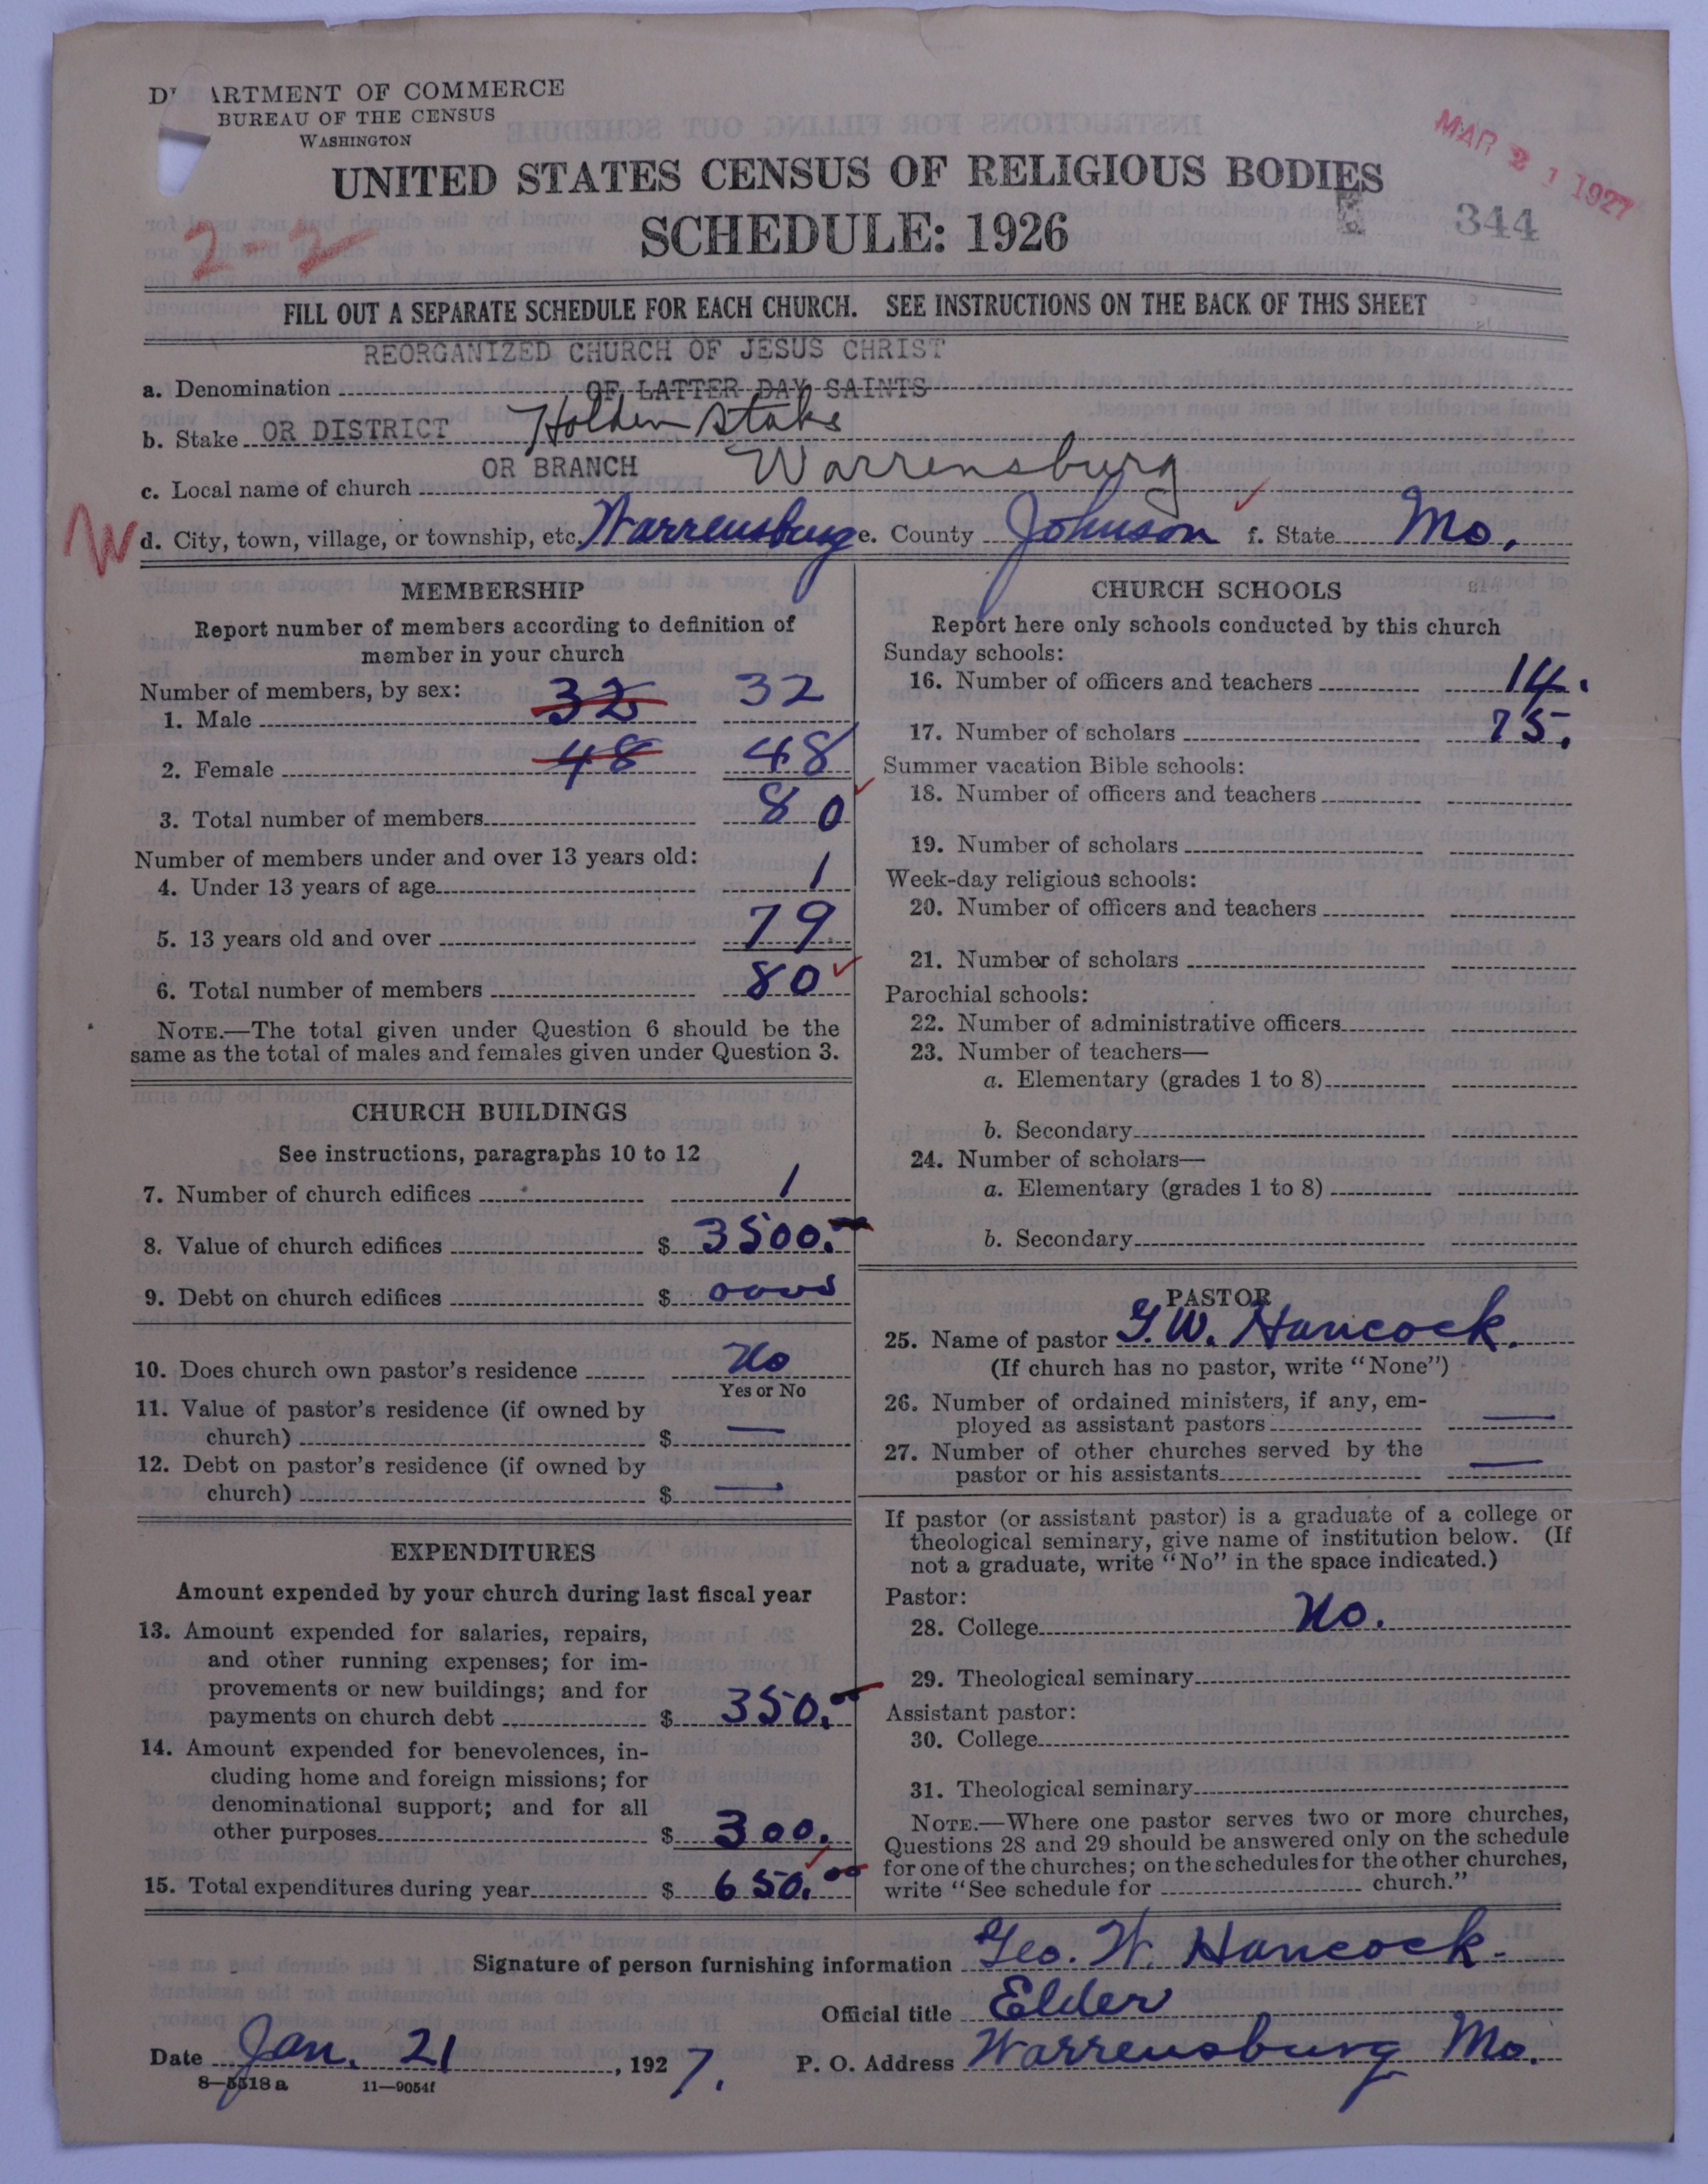 D ARTMENT OF COMMERCE
BUREAU OF THE CENSUS
WASHINGTON
MAR 21 1927
UNITED STATES CENSUS OF RELIGIOUS BODIES
2-2
SCHEDULE: 1926
344
FILL OUT A SEPARATE SCHEDULE FOR EACH CHURCH. SEE INSTRUCTIONS ON THE BACK OF THIS SHEET
REORGANIZED CHURCH OF JESUS CHRIST
a. Denomination OF LATTER DAY SAINTS
b. Stake OR DISTRICT Holden Stake
OR BRANCH
c. Local name of church Warrensburg
W d. City, town, village, or township, etc. Warrensburg e. County Johnson f. State Mo.
MEMBERSHIP
Report number of members according to definition of
member in your church
Number of members, by sex:
1. Male 32 32
2. Female 48 48
3. Total number of members 80
Number of members under and over 13 years old:
4. Under 13 years of age 1
5. 13 years old and over 79
6. Total number of members 80
NOTE.—The total given under Question 6 should be the
same as the total of males and females given under Question 3.
CHURCH BUILDINGS
See instructions, paragraphs 10 to 12
7. Number of church edifices 1
8. Value of church edifices $ 3500.
9. Debt on church edifices $ 0000
10. Does church own pastor's residence No
Yes or No
11. Value of pastor's residence (if owned by
church) $ —
12. Debt on pastor's residence (if owned by
church) $ —
EXPENDITURES
Amount expended by your church during last fiscal year
13. Amount expended for salaries, repairs,
and other running expenses; for im-
provements or new buildings; and for
payments on church debt $ 350.00
14. Amount expended for benevolences, in-
cluding home and foreign missions; for
denominational support; and for all
other purposes $ 300.
15. Total expenditures during year $ 650.00
CHURCH SCHOOLS
Report here only schools conducted by this church
Sunday schools:
16. Number of officers and teachers 14.
17. Number of scholars 75.
Summer vacation Bible schools:
18. Number of officers and teachers
19. Number of scholars
Week-day religious schools:
20. Number of officers and teachers
21. Number of scholars
Parochial schools:
22. Number of administrative officers
23. Number of teachers—
a. Elementary (grades 1 to 8)
b. Secondary
24. Number of scholars—
a. Elementary (grades 1 to 8)
b. Secondary
PASTOR
25. Name of pastor G. W. Hancock.
(If church has no pastor, write "None")
26. Number of ordained ministers, if any, em-
ployed as assistant pastors —
27. Number of other churches served by the
pastor or his assistants —
If pastor (or assistant pastor) is a graduate of a college or
theological seminary, give name of institution below. (If
not a graduate, write "No" in the space indicated.)
Pastor:
28. College No.
29. Theological seminary
Assistant pastor:
30. College
31. Theological seminary
NOTE.—Where one pastor serves two or more churches,
Questions 28 and 29 should be answered only on the schedule
for one of the churches; on the schedules for the other churches,
write "See schedule for church."
Signature of person furnishing information Geo. W. Hancock.
Official title Elder
Date Jan. 21, 1927. P. O. Address Warrensburg Mo.
8—5518a 11—9054f